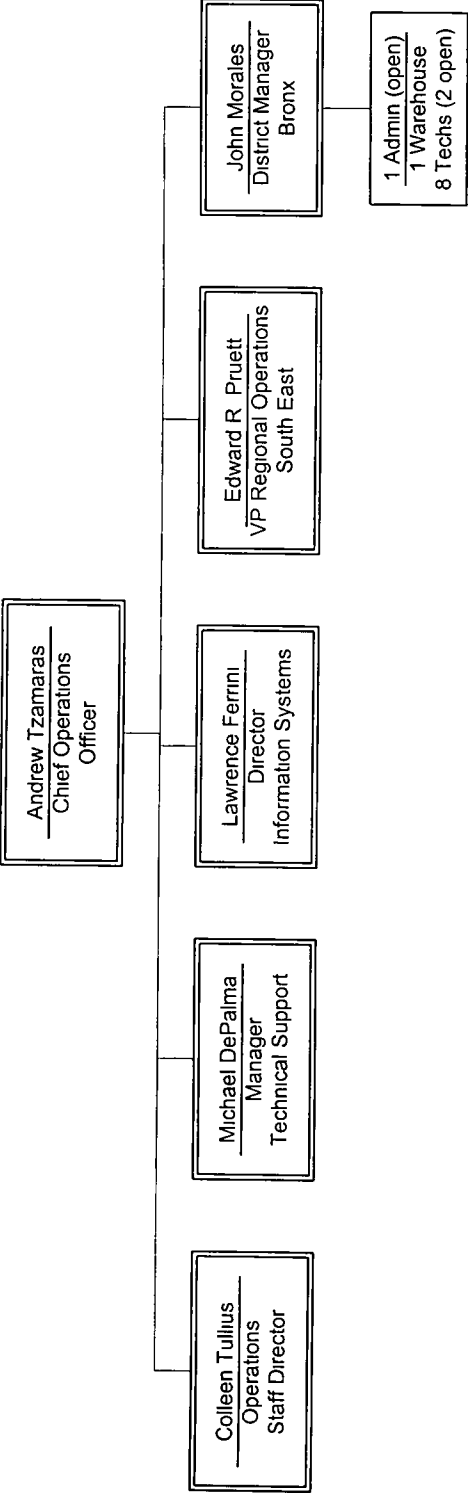 Andrew Tzamaras
Chief Operations
Officer
Colleen Tullius
Operations
Staff Director
Michael DePalma
Manager
Technical Support
Lawrence Ferrini
Director
Information Systems
Edward R Pruett
VP Regional Operations
South East
John Morales
District Manager
Bronx
1 Admin (open)
1 Warehouse
8 Techs (2 open)